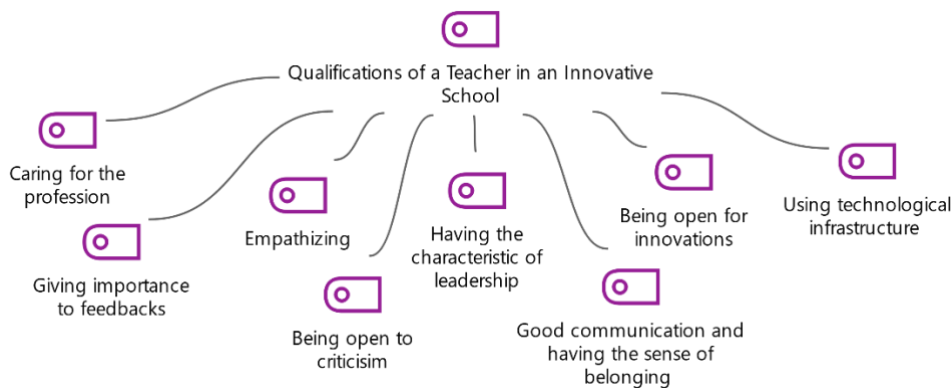 Qualifications of a Teacher in an Innovative
School
Caring for the
profession
Giving importance
to feedbacks
Empathizing
Being open to
criticisim
Having the
characteristic of
leadership
Good communication and
having the sense of
belonging
Being open for
innovations
Using technological
infrastructure